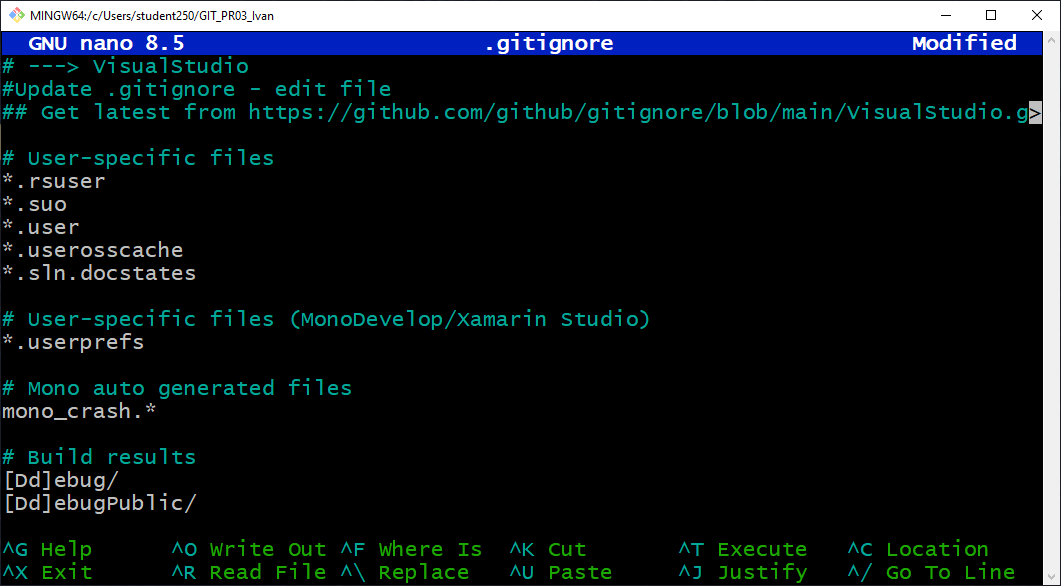 MINGW64:/c/Users/student250/GIT_PR03_Ivan
GNU nano 8.5 .gitignore Modified
# ---> VisualStudio
#Update .gitignore - edit file
## Get latest from https://github.com/github/gitignore/blob/main/VisualStudio.g>
# User-specific files
*.rsuser
*.suo
*.user
*.userosscache
*.sln.docstates
# User-specific files (MonoDevelop/Xamarin Studio)
*.userprefs
# Mono auto generated files
mono_crash.*
# Build results
[Dd]ebug/
[Dd]ebugPublic/
^G Help ^O Write Out ^F Where Is ^K Cut ^T Execute ^C Location
^X Exit ^R Read File ^\ Replace ^U Paste ^J Justify ^/ Go To Line